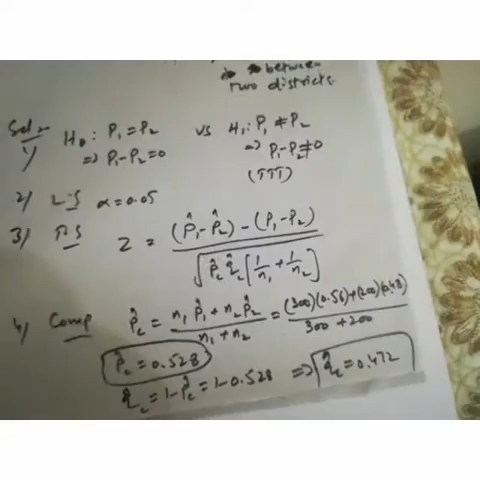 between
two districts.
Sol:
1) H₀ : P₁ = P₂ vs H₁ : P₁ ≠ P₂
⇒ P₁ - P₂ = 0 ⇒ P₁ - P₂ ≠ 0
(TTT)
2) L.S α = 0.05
3) T.S Z = ((P̂₁ - P̂₂) - (P₁ - P₂)) / √(P̂c q̂c [1/n₁ + 1/n₂])
4) Comp P̂c = (n₁P̂₁ + n₂P̂₂) / (n₁ + n₂) = ((300)(0.56) + (200)(0.48)) / (300 + 200)
P̂c = 0.528
q̂c = 1 - P̂c = 1 - 0.528 ⇒ q̂c = 0.472